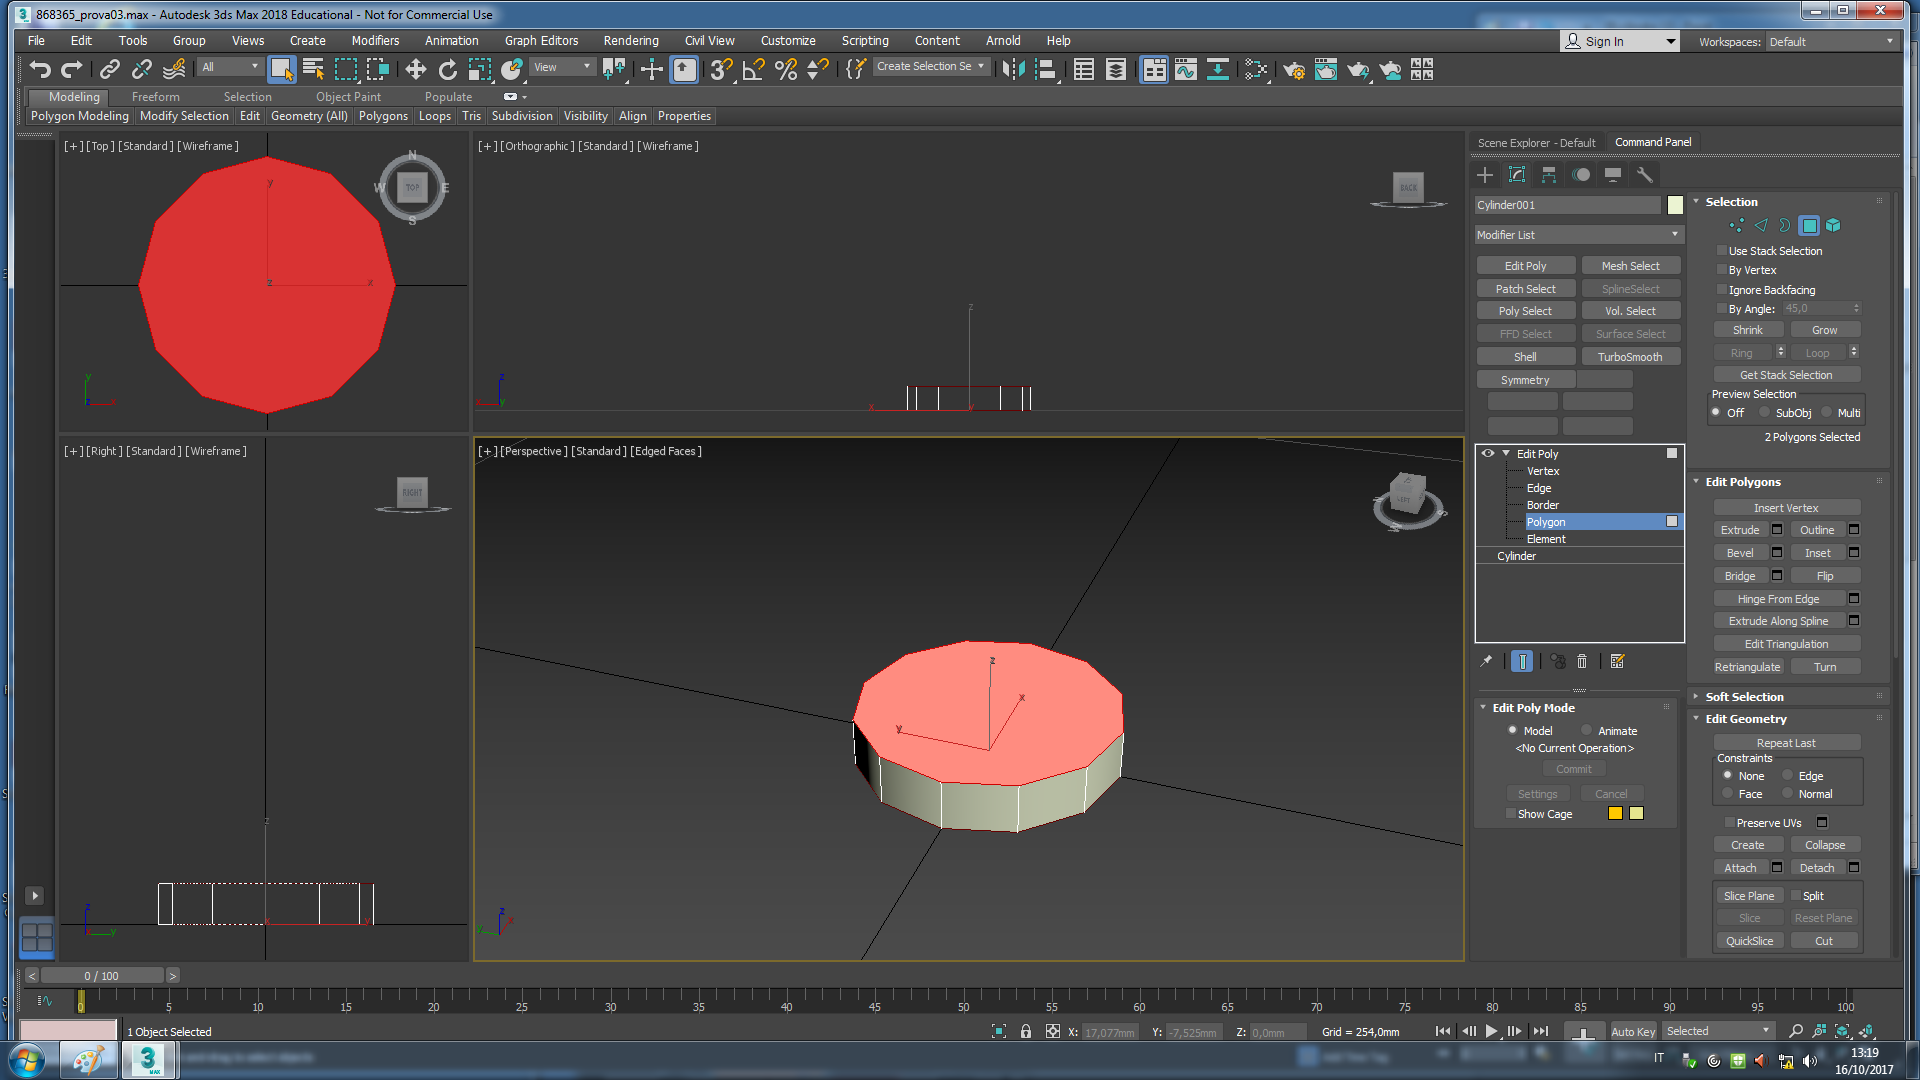 868365_prova03.max - Autodesk 3ds Max 2018 Educational - Not for Commercial Use
File Edit Tools Group Views Create Modifiers Animation Graph Editors Rendering Civil View Customize Scripting Content Arnold Help
Sign In Workspaces: Default
All View Create Selection Se
Modeling Freeform Selection Object Paint Populate
Polygon Modeling Modify Selection Edit Geometry (All) Polygons Loops Tris Subdivision Visibility Align Properties
[+] [Top] [Standard] [Wireframe]
N
W TOP E
S
y
z x
y
[+] [Orthographic] [Standard] [Wireframe]
BACK
z
x
z
y
[+] [Right] [Standard] [Wireframe]
RIGHT
z
x y
z
y
[+] [Perspective] [Standard] [Edged Faces]
LEFT
z
x
y
z
x
y
Scene Explorer - Default Command Panel
Cylinder001
Modifier List
Edit Poly Mesh Select
Patch Select SplineSelect
Poly Select Vol. Select
FFD Select Surface Select
Shell TurboSmooth
Symmetry
Edit Poly
Vertex
Edge
Border
Polygon
Element
Cylinder
Edit Poly Mode
Model Animate
<No Current Operation>
Commit
Settings Cancel
Show Cage
Selection
Use Stack Selection
By Vertex
Ignore Backfacing
By Angle: 45,0
Shrink Grow
Ring Loop
Get Stack Selection
Preview Selection
Off SubObj Multi
2 Polygons Selected
Edit Polygons
Insert Vertex
Extrude Outline
Bevel Inset
Bridge Flip
Hinge From Edge
Extrude Along Spline
Edit Triangulation
Retriangulate Turn
Soft Selection
Edit Geometry
Repeat Last
Constraints
None Edge
Face Normal
Preserve UVs
Create Collapse
Attach Detach
Slice Plane Split
Slice Reset Plane
QuickSlice Cut
< 0 / 100 >
0 5 10 15 20 25 30 35 40 45 50 55 60 65 70 75 80 85 90 95 100
1 Object Selected X: 17,077mm Y: -7,525mm Z: 0,0mm Grid = 254,0mm Auto Key Selected
3 MAX IT 13:19
16/10/2017